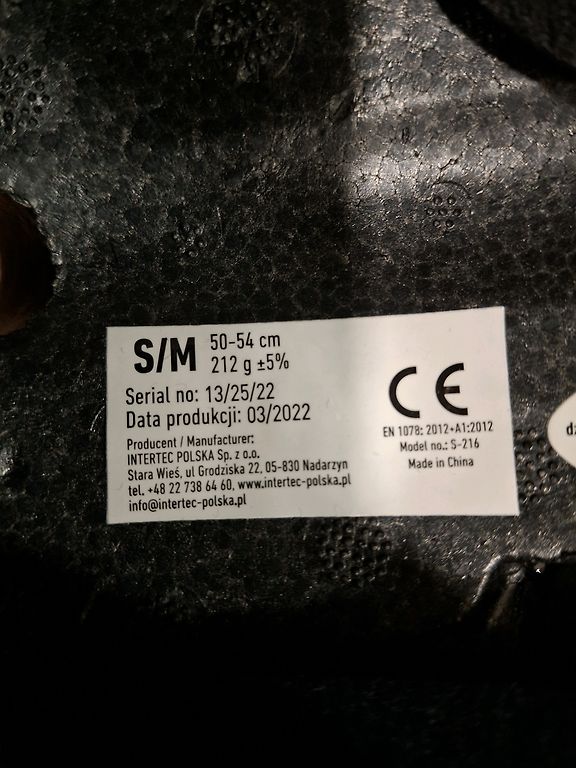 S/M 50-54 cm
212 g ±5%
Serial no: 13/25/22
Data produkcji: 03/2022
Producent / Manufacturer:
INTERTEC POLSKA Sp. z o.o.
Stara Wieś, ul Grodziska 22, 05-830 Nadarzyn
tel. +48 22 738 64 60, www.intertec-polska.pl
info@intertec-polska.pl
CE
EN 1078: 2012+A1:2012
Model no.: S-216
Made in China